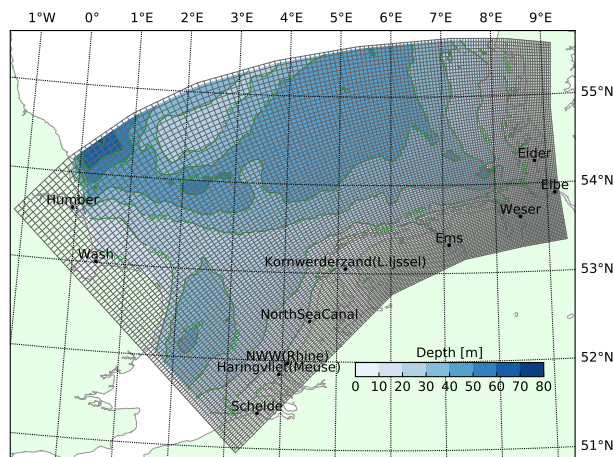 1°W 0° 1°E 2°E 3°E 4°E 5°E 6°E 7°E 8°E 9°E
55°N
Eider
54°N
Elbe
Humber
Weser
Ems
Wash
Kornwerderzand(L.Ijssel)
53°N
NorthSeaCanal
NWW(Rhine)
Depth [m]
52°N
Haringvliet(Meuse)
0 10 20 30 40 50 60 70 80
Schelde
51°N